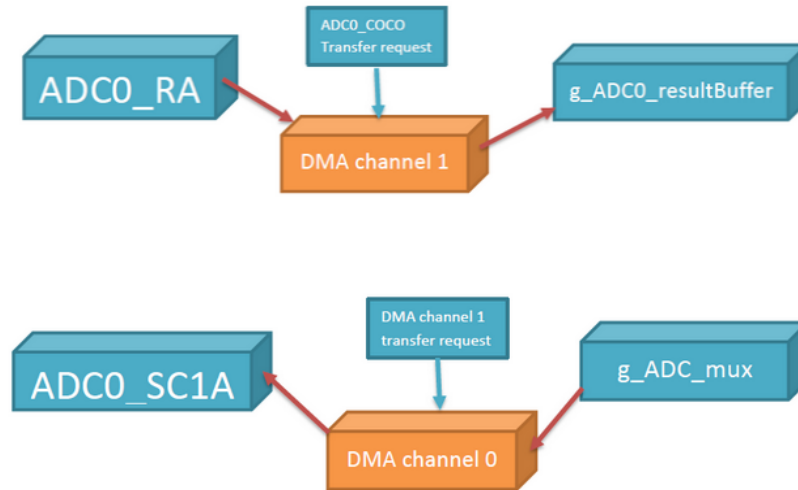 ADC0_COCO
Transfer request
ADC0_RA
g_ADC0_resultBuffer
DMA channel 1
DMA channel 1
transfer request
ADC0_SC1A
g_ADC_mux
DMA channel 0